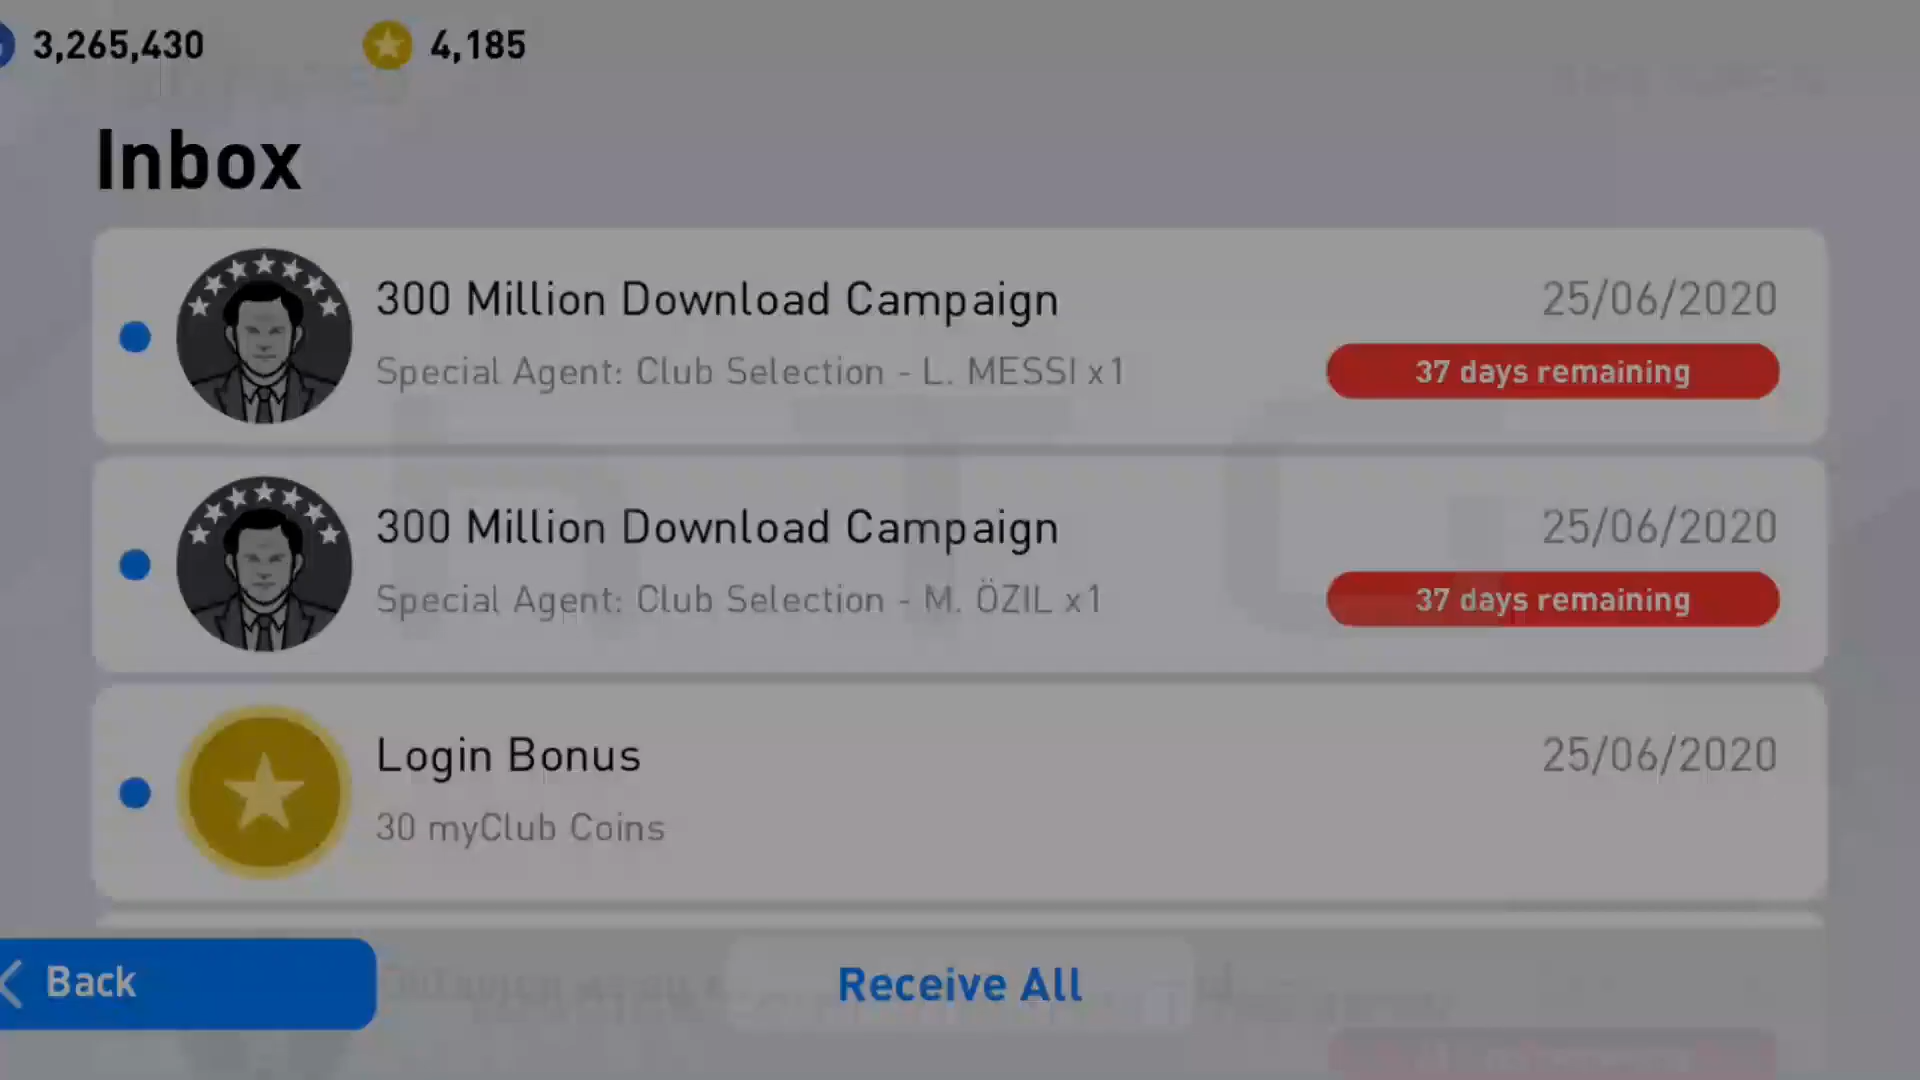 3,265,430 4,185
Inbox
300 Million Download Campaign 25/06/2020
Special Agent: Club Selection - L. MESSI x1 37 days remaining
300 Million Download Campaign 25/06/2020
Special Agent: Club Selection - M. ÖZIL x1 37 days remaining
Login Bonus 25/06/2020
30 myClub Coins
Back Receive All